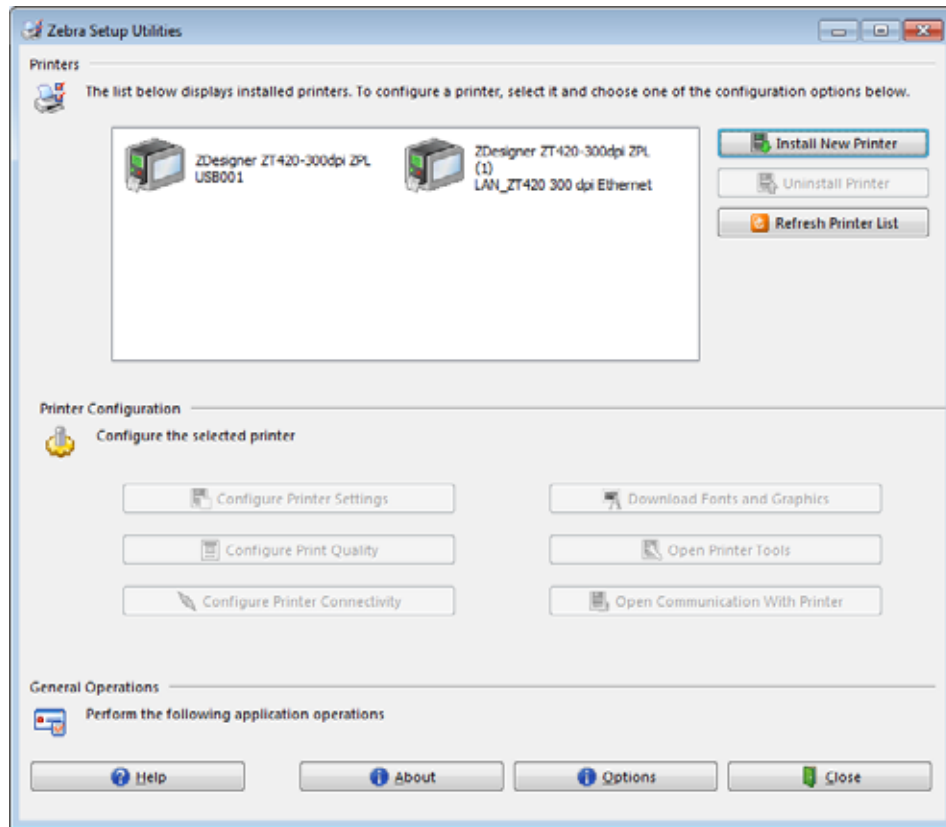 Zebra Setup Utilities
Printers
The list below displays installed printers. To configure a printer, select it and choose one of the configuration options below.
ZDesigner ZT420-300dpi ZPL
USB001
ZDesigner ZT420-300dpi ZPL
(1)
LAN_ZT420 300 dpi Ethernet
Install New Printer
Uninstall Printer
Refresh Printer List
Printer Configuration
Configure the selected printer
Configure Printer Settings
Download Fonts and Graphics
Configure Print Quality
Open Printer Tools
Configure Printer Connectivity
Open Communication With Printer
General Operations
Perform the following application operations
Help
About
Options
Close